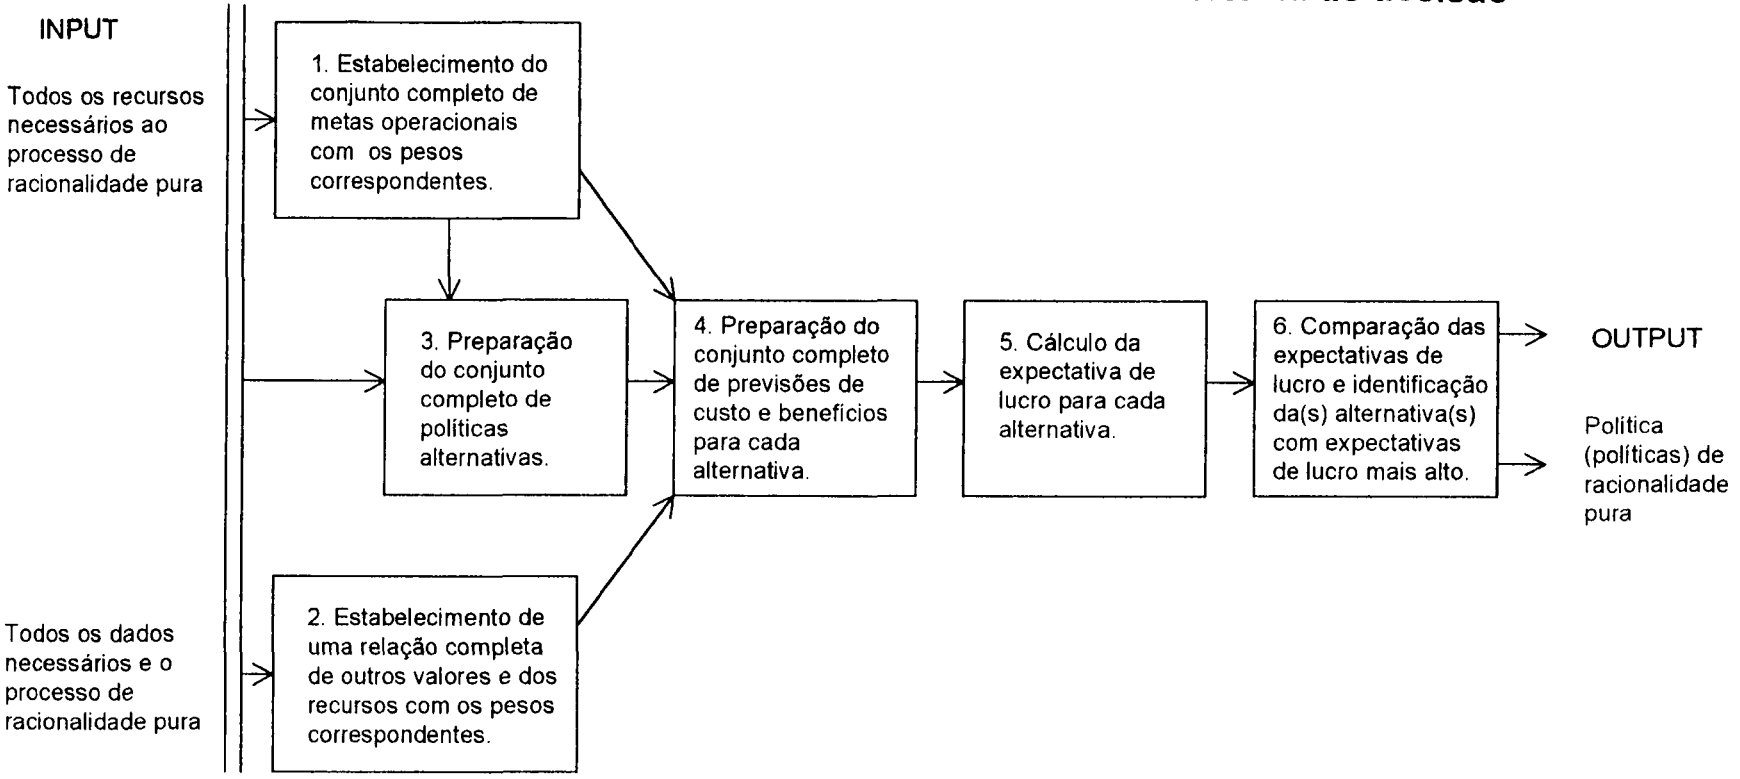 de decisão
INPUT
Todos os recursos
necessários ao
processo de
racionalidade pura
1. Estabelecimento do
conjunto completo de
metas operacionais
com os pesos
correspondentes.
3. Preparação
do conjunto
completo de
políticas
alternativas.
4. Preparação do
conjunto completo
de previsões de
custo e benefícios
para cada
alternativa.
5. Cálculo da
expectativa de
lucro para cada
alternativa.
6. Comparação das
expectativas de
lucro e identificação
da(s) alternativa(s)
com expectativas
de lucro mais alto.
OUTPUT
Política
(políticas) de
racionalidade
pura
Todos os dados
necessários e o
processo de
racionalidade pura
2. Estabelecimento de
uma relação completa
de outros valores e dos
recursos com os pesos
correspondentes.